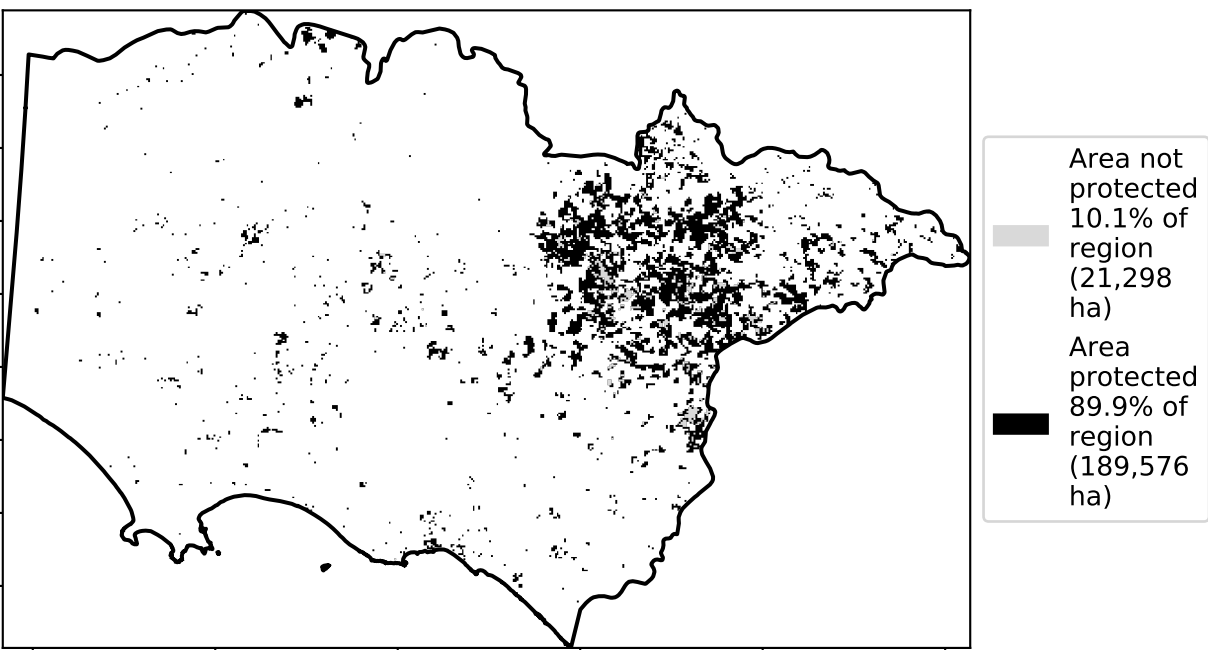 Area not
protected
10.1% of
region
(21,298
ha)
Area
protected
89.9% of
region
(189,576
ha)